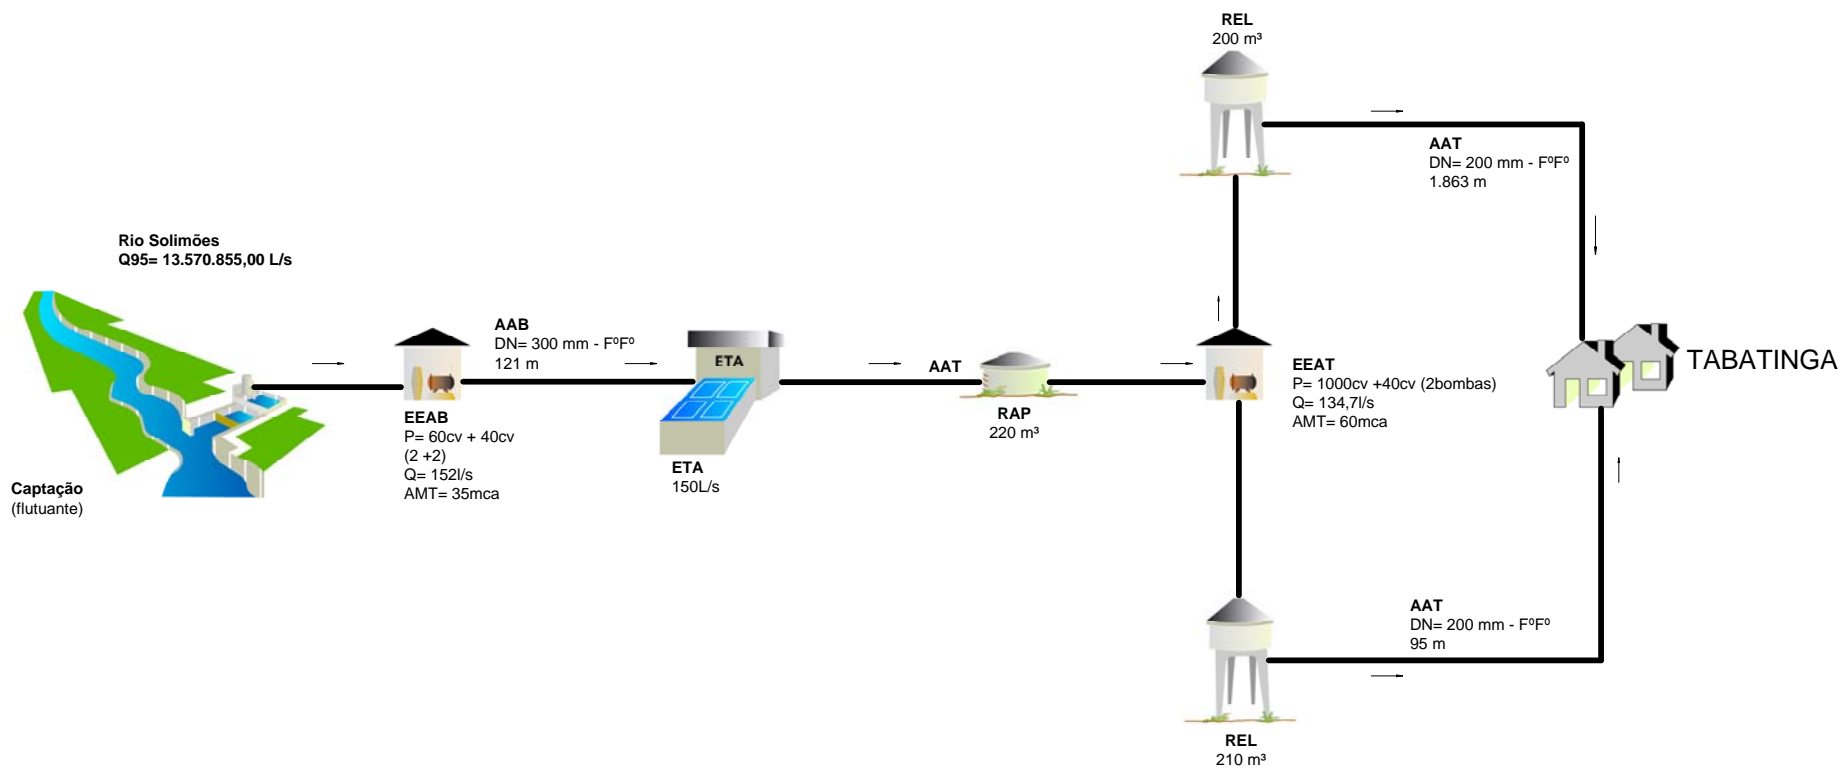 REL
200 m³
AAT
DN= 200 mm - FºFº
1.863 m
Rio Solimões
Q95= 13.570.855,00 L/s
AAB
DN= 300 mm - FºFº
121 m
ETA
AAT
EEAB
P= 60cv + 40cv
(2 +2)
Q= 152l/s
AMT= 35mca
ETA
150L/s
RAP
220 m³
EEAT
P= 1000cv +40cv (2bombas)
Q= 134,7l/s
AMT= 60mca
TABATINGA
Captação
(flutuante)
AAT
DN= 200 mm - FºFº
95 m
REL
210 m³